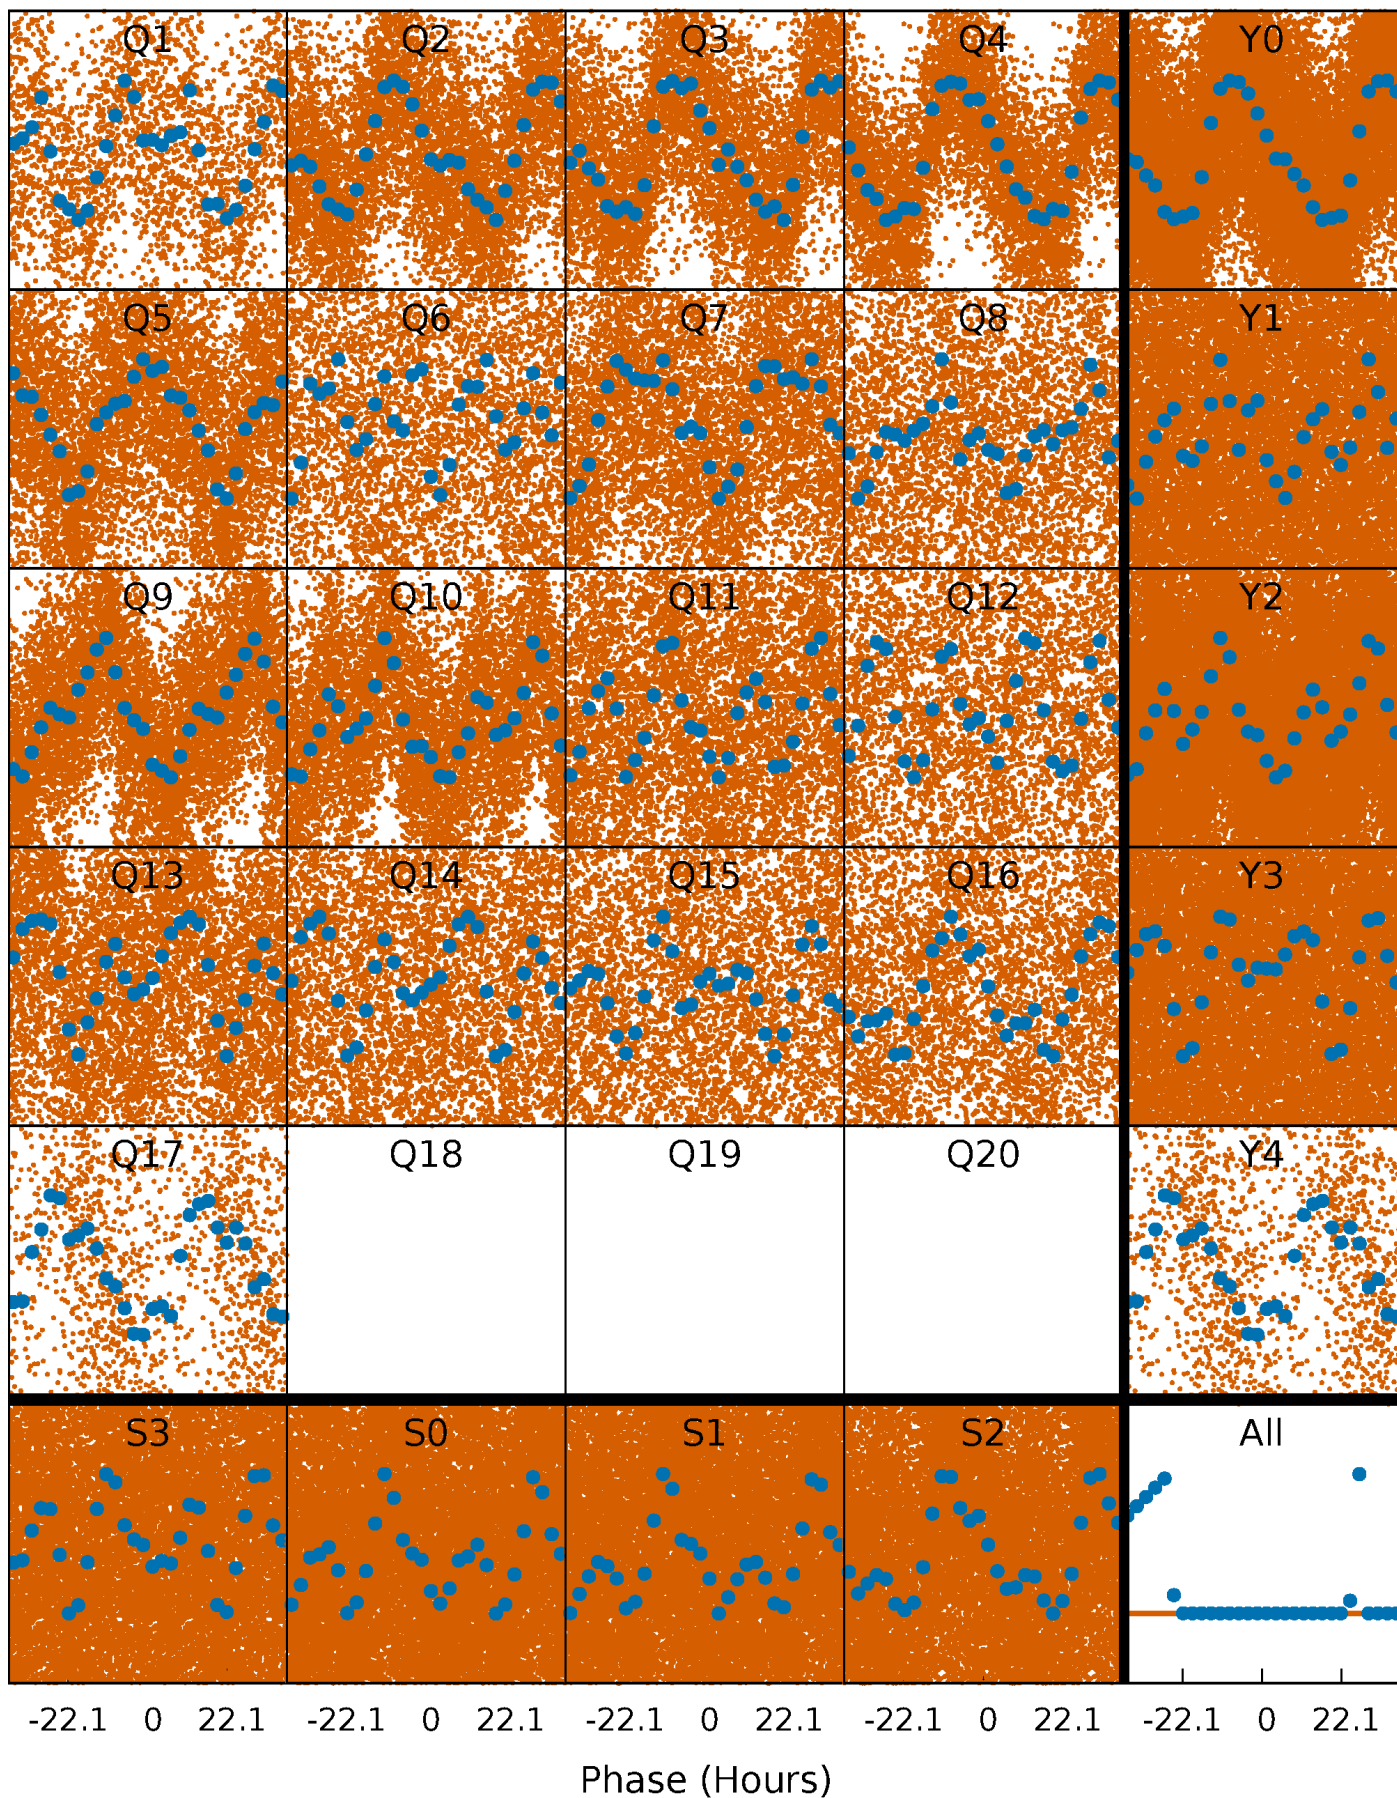 Q1 Q2 Q3 Q4 Y0
Q5 Q6 Q7 Q8 Y1
Q9 Q10 Q11 Q12 Y2
Q13 Q14 Q15 Q16 Y3
Q17 Q18 Q19 Q20 Y4
S3 S0 S1 S2 All
-22.1 0 22.1 -22.1 0 22.1 -22.1 0 22.1 -22.1 0 22.1 -22.1 0 22.1
Phase (Hours)